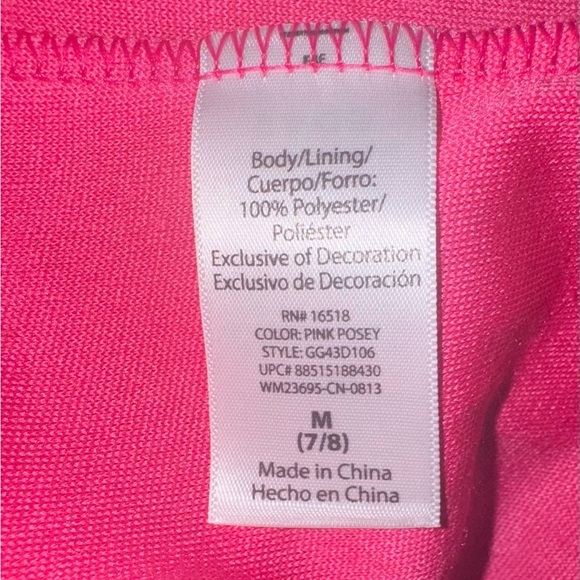 Body/Lining/
Cuerpo/Forro:
100% Polyester/
Poliéster
Exclusive of Decoration
Exclusivo de Decoración
RN# 16518
COLOR: PINK POSEY
STYLE: GG43D106
UPC# 88515188430
WM23695-CN-0813
M
(7/8)
Made in China
Hecho en China